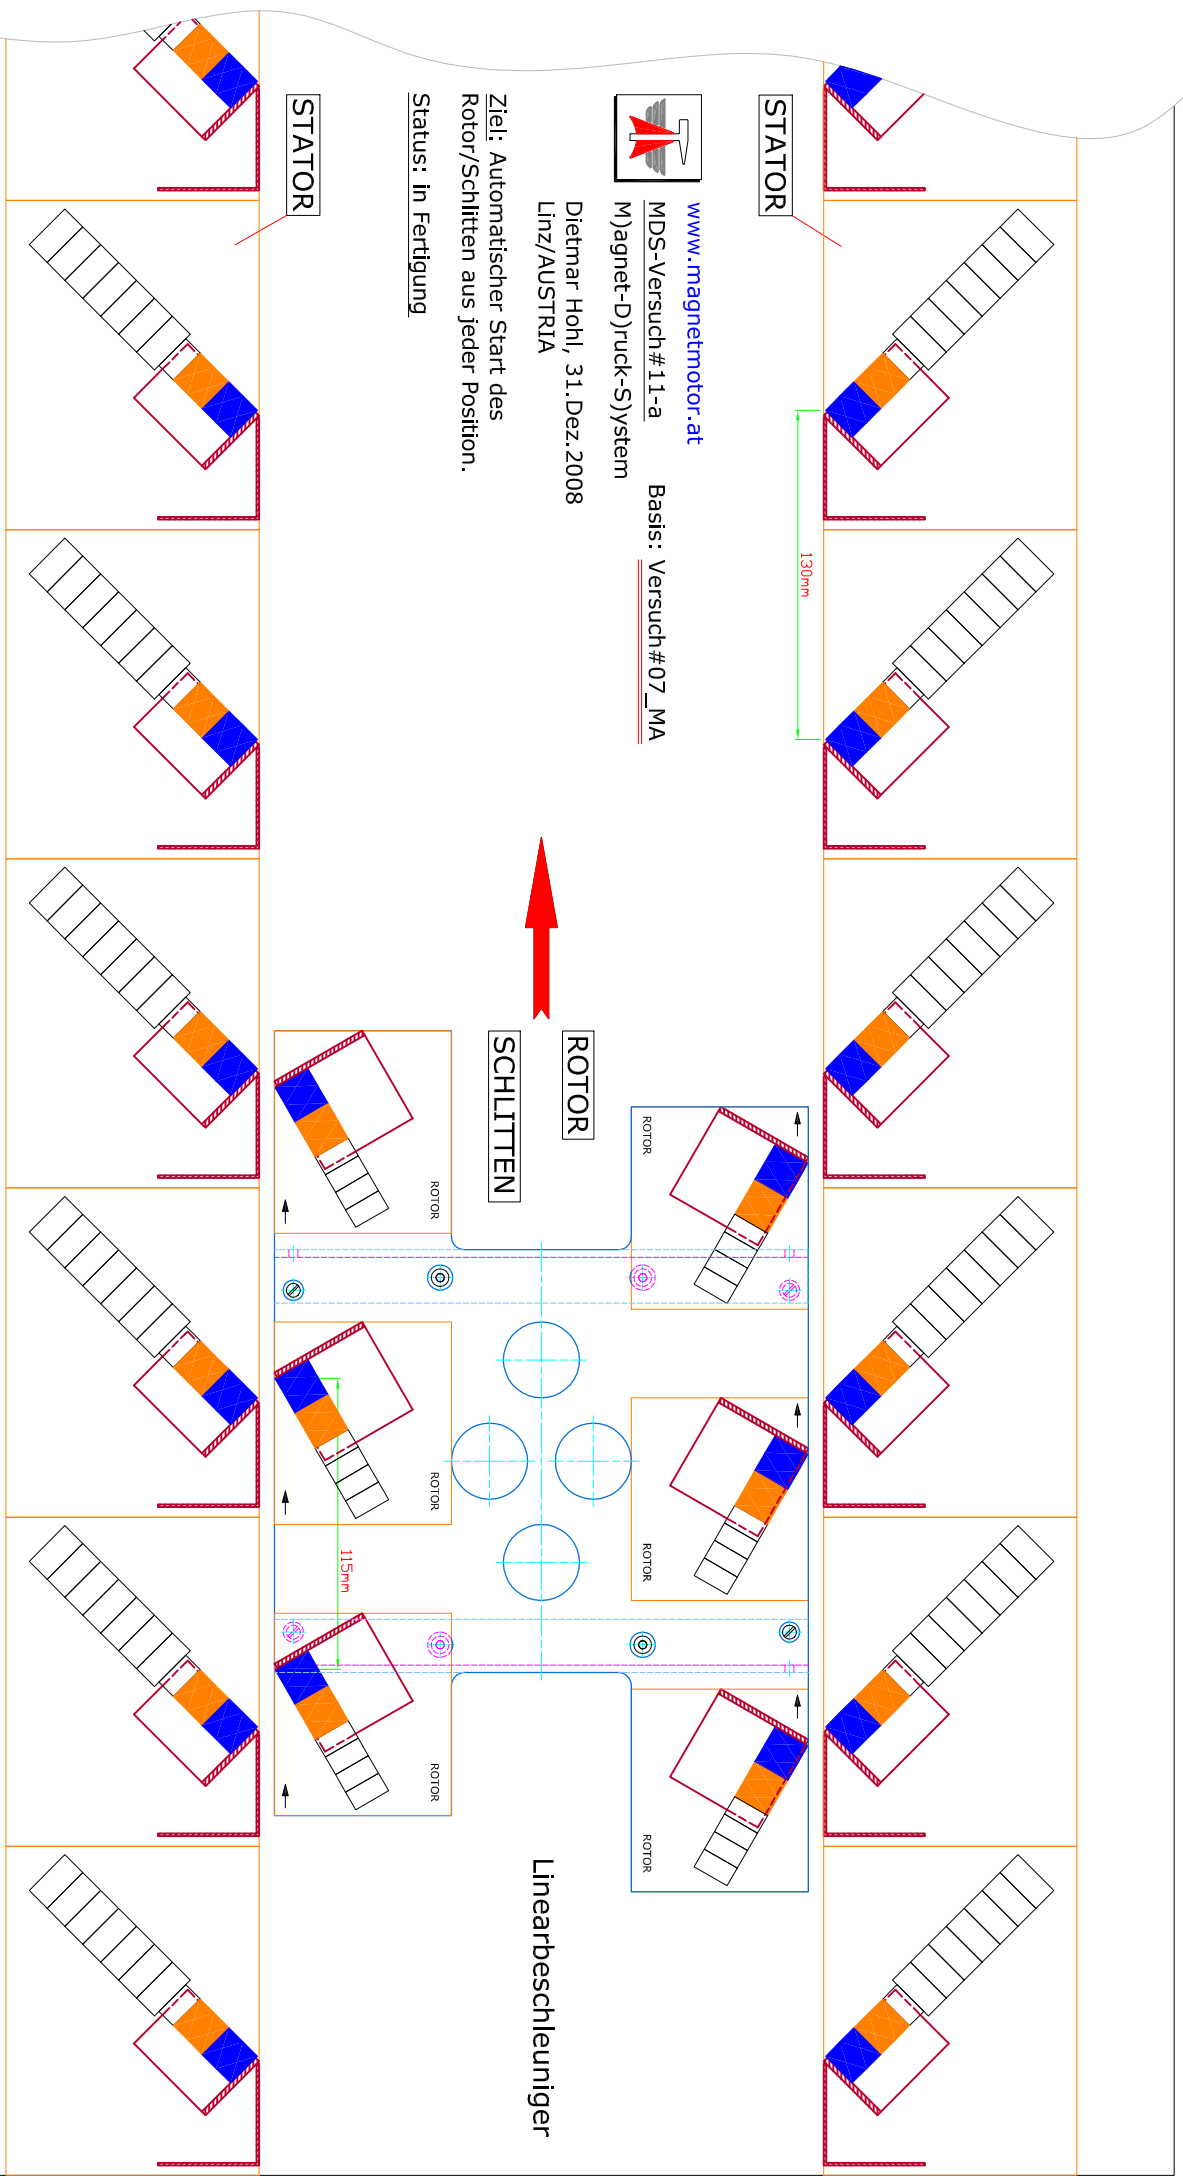 STATOR
www.magnetmotor.at
MDS-Versuch#11-a Basis: Versuch#07_MA
M)agnet-D)ruck-S)ystem
Dietmar Hohl, 31.Dez.2008
Linz/AUSTRIA
Ziel: Automatischer Start des
Rotor/Schlitten aus jeder Position.
Status: in Fertigung
STATOR
130mm
ROTOR
SCHLITTEN
ROTOR
ROTOR
ROTOR
ROTOR
ROTOR
ROTOR
115mm
Linearbeschleuniger